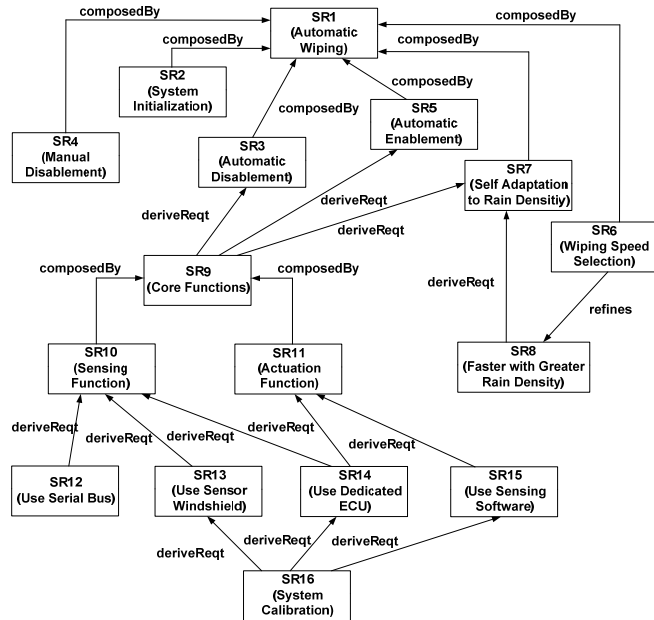 SR1
(Automatic
Wiping)
composedBy
composedBy
composedBy
composedBy
SR2
(System
Initialization)
composedBy
composedBy
SR5
(Automatic
Enablement)
SR4
(Manual
Disablement)
SR3
(Automatic
Disablement)
SR7
(Self Adaptation
to Rain Densitiy)
deriveReqt
deriveReqt
deriveReqt
SR6
(Wiping Speed
Selection)
composedBy
SR9
(Core Functions)
composedBy
deriveReqt
refines
SR10
(Sensing
Function)
SR11
(Actuation
Function)
SR8
(Faster with Greater
Rain Density)
deriveReqt
deriveReqt
deriveReqt
deriveReqt
deriveReqt
SR12
(Use Serial Bus)
SR13
(Use Sensor
Windshield)
SR14
(Use Dedicated
ECU)
SR15
(Use Sensing
Software)
deriveReqt
deriveReqt
deriveReqt
SR16
(System
Calibration)